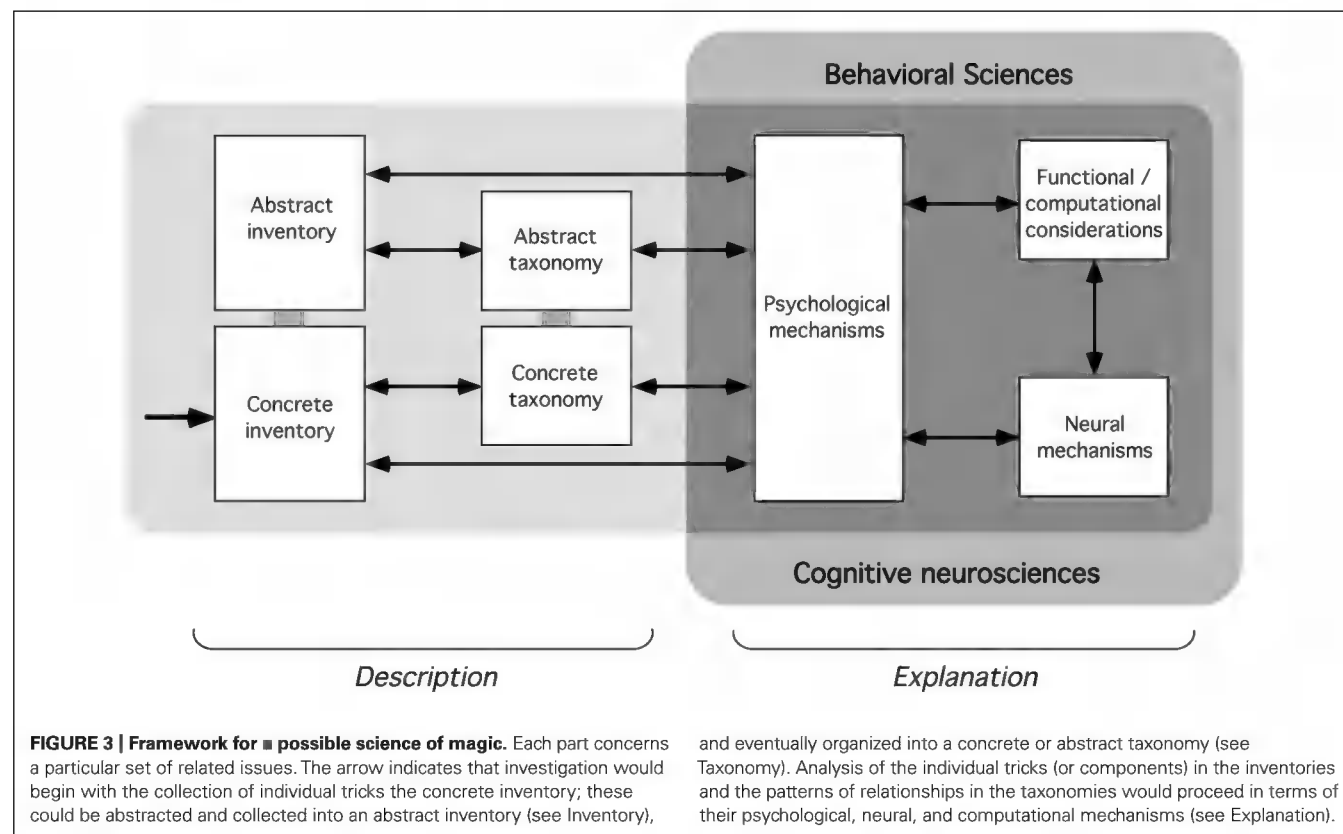 Behavioral Sciences
Abstract
inventory
Abstract
taxonomy
Concrete
inventory
Concrete
taxonomy
Psychological
mechanisms
Functional /
computational
considerations
Neural
mechanisms
Cognitive neurosciences
Description
Explanation
FIGURE 3 | Framework for ■ possible science of magic. Each part concerns
a particular set of related issues. The arrow indicates that investigation would
begin with the collection of individual tricks the concrete inventory; these
could be abstracted and collected into an abstract inventory (see Inventory),
and eventually organized into a concrete or abstract taxonomy (see
Taxonomy). Analysis of the individual tricks (or components) in the inventories
and the patterns of relationships in the taxonomies would proceed in terms of
their psychological, neural, and computational mechanisms (see Explanation).